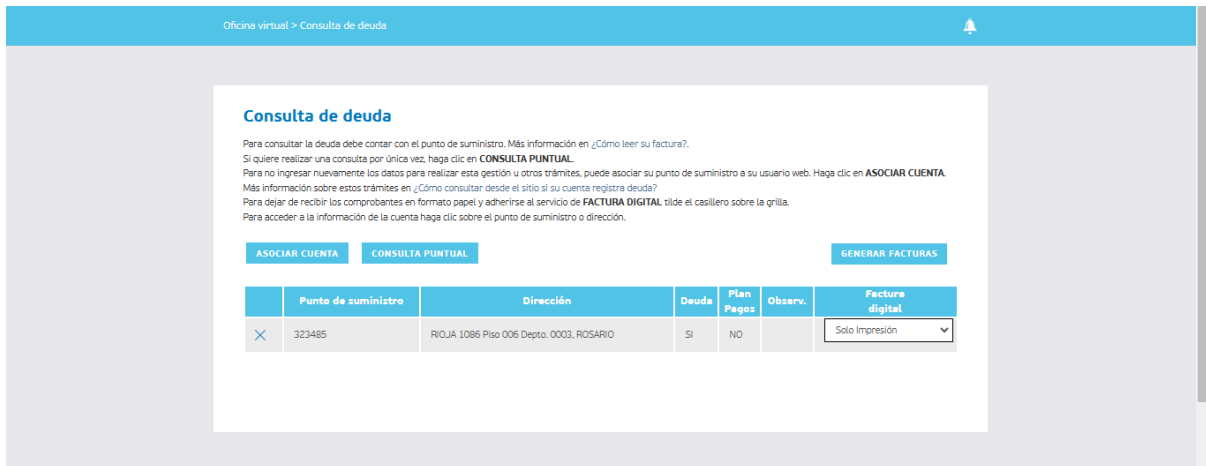 Oficina virtual > Consulta de deuda
Consulta de deuda
Para consultar la deuda debe contar con el punto de suministro. Más información en ¿Cómo leer su factura?.
Si quiere realizar una consulta por única vez, haga clic en CONSULTA PUNTUAL.
Para no ingresar nuevamente los datos para realizar esta gestión u otros trámites, puede asociar su punto de suministro a su usuario web. Haga clic en ASOCIAR CUENTA.
Más información sobre estos trámites en ¿Cómo consultar desde el sitio si su cuenta registra deuda?
Para dejar de recibir los comprobantes en formato papel y adherirse al servicio de FACTURA DIGITAL tilde el casillero sobre la grilla.
Para acceder a la información de la cuenta haga clic sobre el punto de suministro o dirección.
ASOCIAR CUENTA CONSULTA PUNTUAL GENERAR FACTURAS
Punto de suministro Dirección Deuda Plan Pagos Observ. Factura digital
323485 RIOJA 1086 Piso 006 Depto. 0003, ROSARIO SI NO Solo Impresión